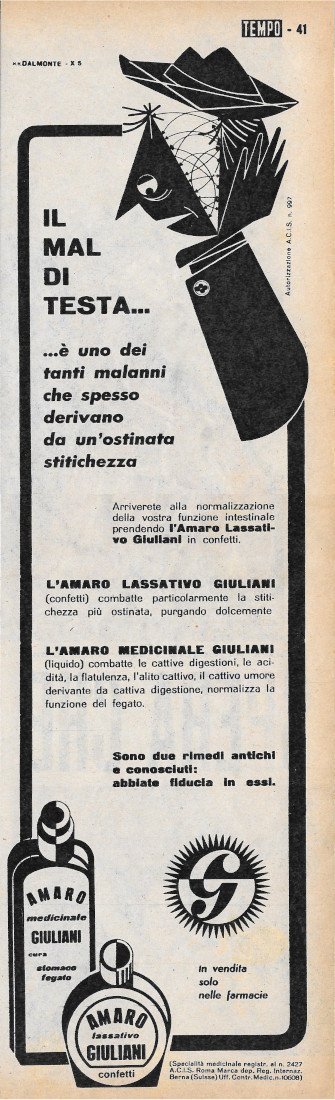 TEMPO - 41
««DALMONTE - X 5
Autorizzazione A.C.I.S. n. 997
IL
MAL
DI
TESTA...
...è uno dei
tanti malanni
che spesso
derivano
da un'ostinata
stitichezza
Arriverete alla normalizzazione
della vostra funzione intestinale
prendendo l'Amaro Lassati-
vo Giuliani in confetti.
L'AMARO LASSATIVO GIULIANI
(confetti) combatte particolarmente la stiti-
chezza più ostinata, purgando dolcemente
L'AMARO MEDICINALE GIULIANI
(liquido) combatte le cattive digestioni, le aci-
dità, la flatulenza, l'alito cattivo, il cattivo umore
derivante da cattiva digestione, normalizza la
funzione del fegato.
Sono due rimedi antichi
e conosciuti:
abbiate fiducia in essi.
AMARO
medicinale
GIULIANI
cura
stomaco
fegato
G
AMARO
lassativo
GIULIANI
confetti
in vendita
solo
nelle farmacie
(Specialità medicinale registr. al n. 2427
A.C.I.S. Roma Marca dep. Reg. Internaz.
Berna (Suisse) Uff. Contr. Medic. n. 10608)